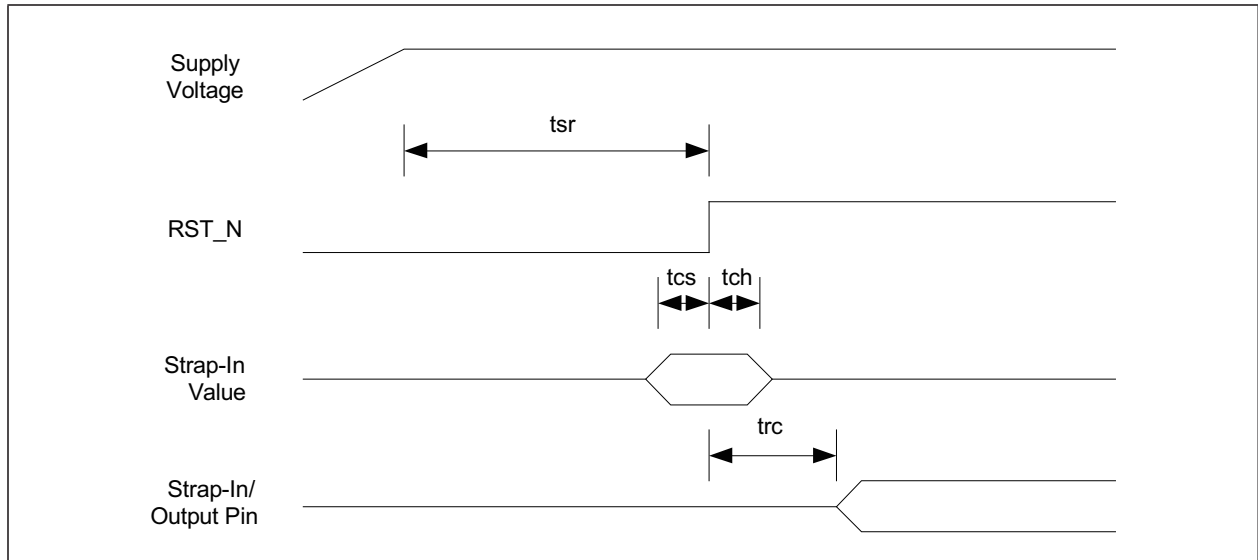 Supply
Voltage
tsr
RST_N
tcs
tch
Strap-In
Value
trc
Strap-In/
Output Pin